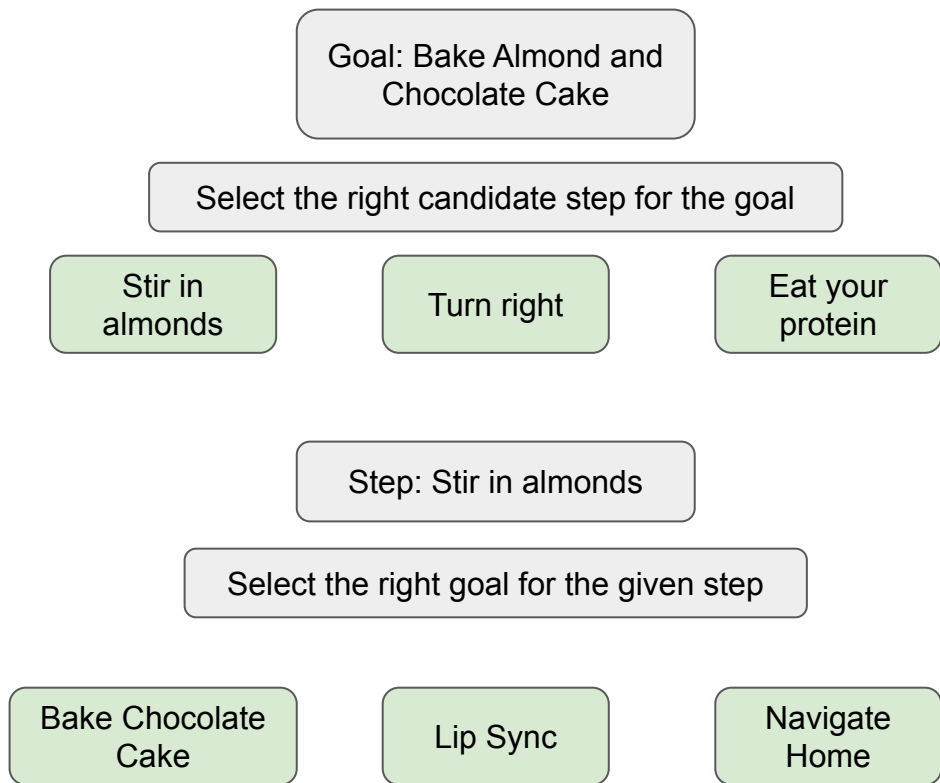 Goal: Bake Almond and
Chocolate Cake
Select the right candidate step for the goal
Stir in
almonds
Turn right
Eat your
protein
Step: Stir in almonds
Select the right goal for the given step
Bake Chocolate
Cake
Lip Sync
Navigate
Home